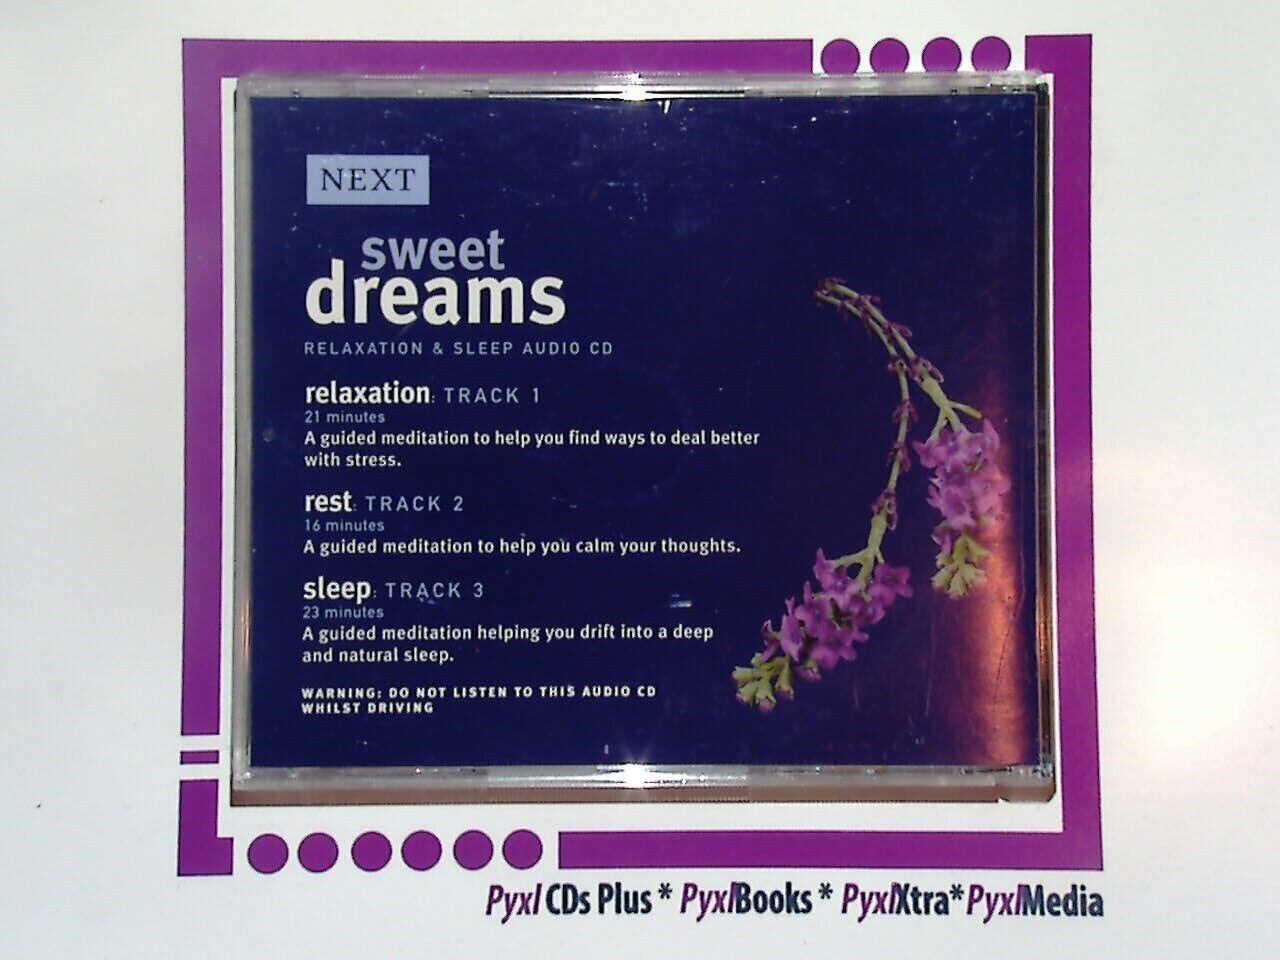 NEXT
sweet
dreams
RELAXATION & SLEEP AUDIO CD
relaxation: TRACK 1
21 minutes
A guided meditation to help you find ways to deal better
with stress.
rest: TRACK 2
16 minutes
A guided meditation to help you calm your thoughts.
sleep: TRACK 3
23 minutes
A guided meditation helping you drift into a deep
and natural sleep.
WARNING: DO NOT LISTEN TO THIS AUDIO CD
WHILST DRIVING
Pyxl CDs Plus * PyxlBooks * PyxlXtra* PyxlMedia